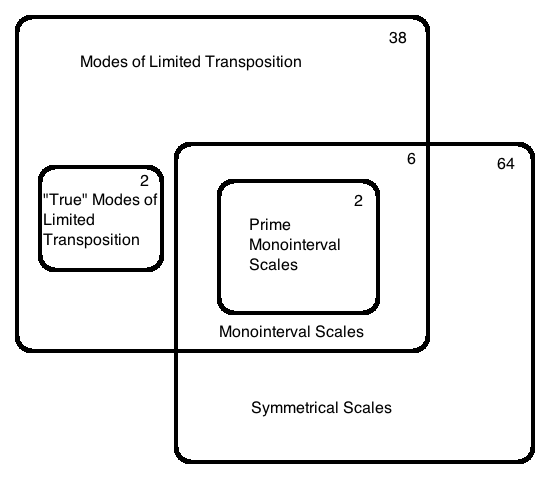 38
Modes of Limited Transposition
6
64
2
"True" Modes of
Limited
Transposition
2
Prime
Monointerval
Scales
Monointerval Scales
Symmetrical Scales